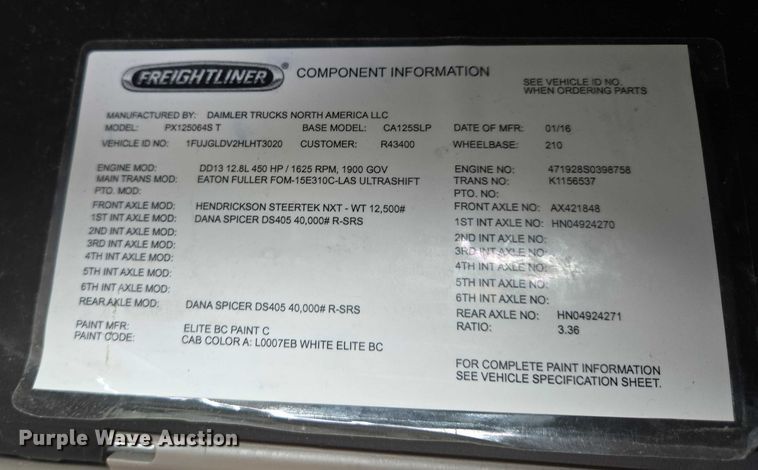 FREIGHTLINER® COMPONENT INFORMATION
SEE VEHICLE ID NO.
WHEN ORDERING PARTS
MANUFACTURED BY: DAIMLER TRUCKS NORTH AMERICA LLC
MODEL: PX125064S T BASE MODEL: CA125SLP DATE OF MFR: 01/16
VEHICLE ID NO: 1FUJGLDV2HLHT3020 CUSTOMER: R43400 WHEELBASE: 210
ENGINE MOD: DD13 12.8L 450 HP / 1625 RPM, 1900 GOV ENGINE NO: 471928S0398758
MAIN TRANS MOD: EATON FULLER FOM-15E310C-LAS ULTRASHIFT TRANS NO: K1156537
PTO. MOD: PTO. NO:
FRONT AXLE MOD: HENDRICKSON STEERTEK NXT - WT 12,500# FRONT AXLE NO: AX421848
1ST INT AXLE MOD: DANA SPICER DS405 40,000# R-SRS 1ST INT AXLE NO: HN04924270
2ND INT AXLE MOD: 2ND INT AXLE NO:
3RD INT AXLE MOD: 3RD INT AXLE NO:
4TH INT AXLE MOD: 4TH INT AXLE NO:
5TH INT AXLE MOD: 5TH INT AXLE NO:
6TH INT AXLE MOD: 6TH INT AXLE NO:
REAR AXLE MOD: DANA SPICER DS405 40,000# R-SRS REAR AXLE NO: HN04924271
RATIO: 3.36
PAINT MFR: ELITE BC PAINT C
PAINT CODE: CAB COLOR A: L0007EB WHITE ELITE BC
FOR COMPLETE PAINT INFORMATION
SEE VEHICLE SPECIFICATION SHEET.
Purple Wave Auction